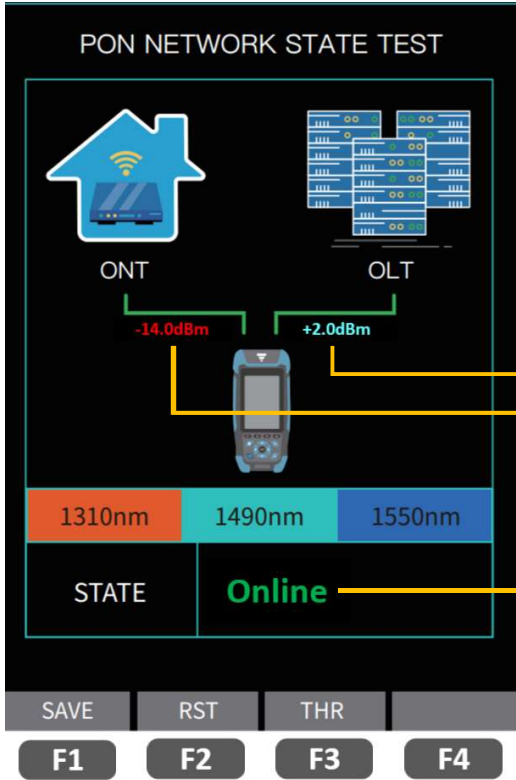 PON NETWORK STATE TEST
ONT OLT
-14.0dBm +2.0dBm
1310nm 1490nm 1550nm
STATE Online
SAVE RST THR
F1 F2 F3 F4